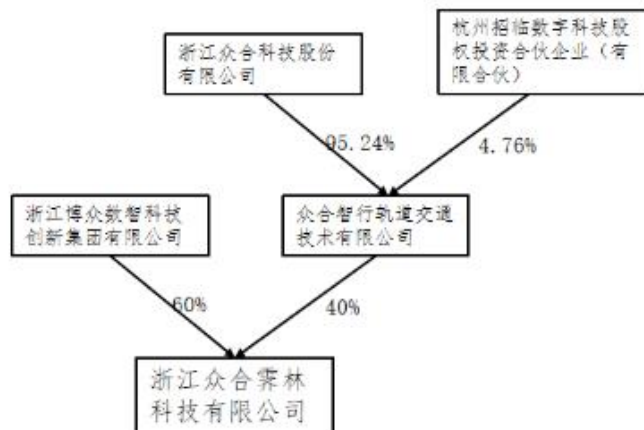 浙江众合科技股份
有限公司
杭州招临数字科技股
权投资合伙企业（有
限合伙）
95.24%
4.76%
浙江博众数智科技
创新集团有限公司
众合智行轨道交通
技术有限公司
60%
40%
浙江众合霁林
科技有限公司